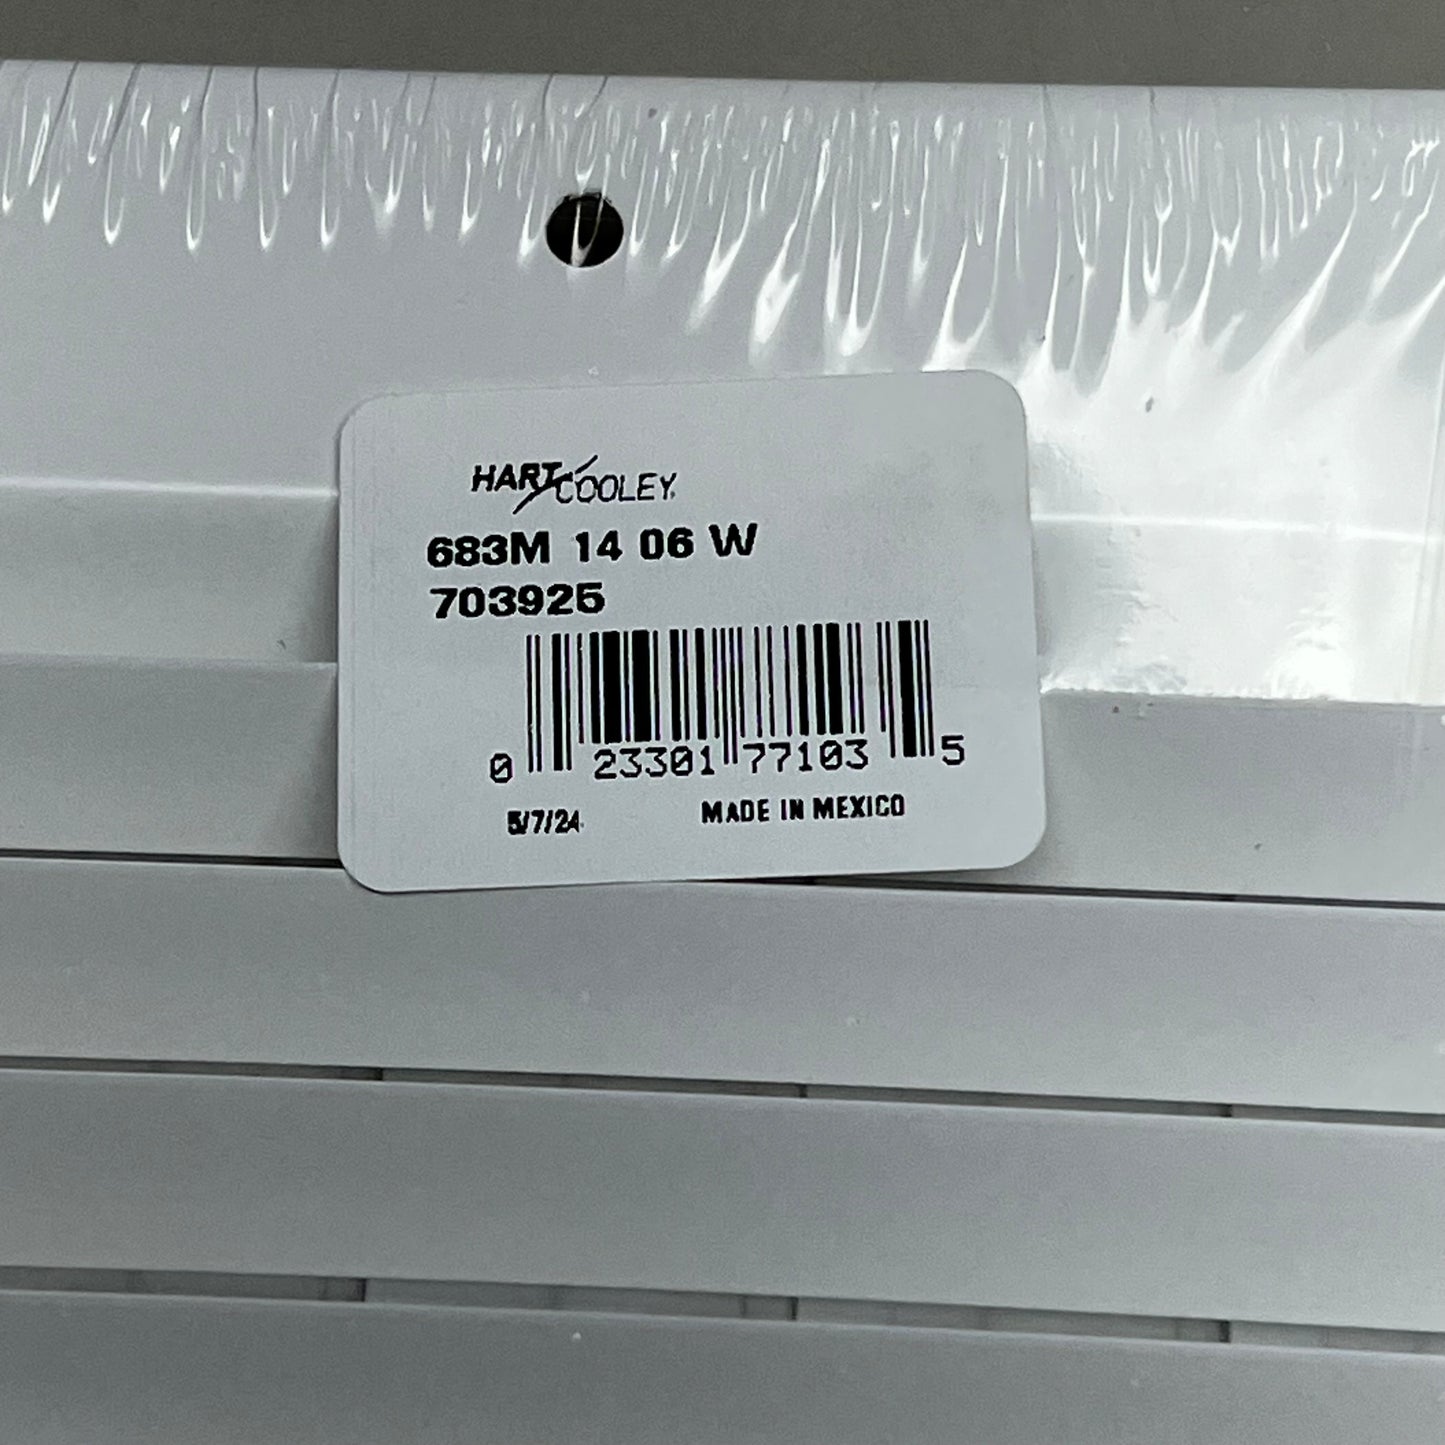 HART COOLEY
683M 14 06 W
703925
0 23301 77103 5
5/7/24 MADE IN MEXICO